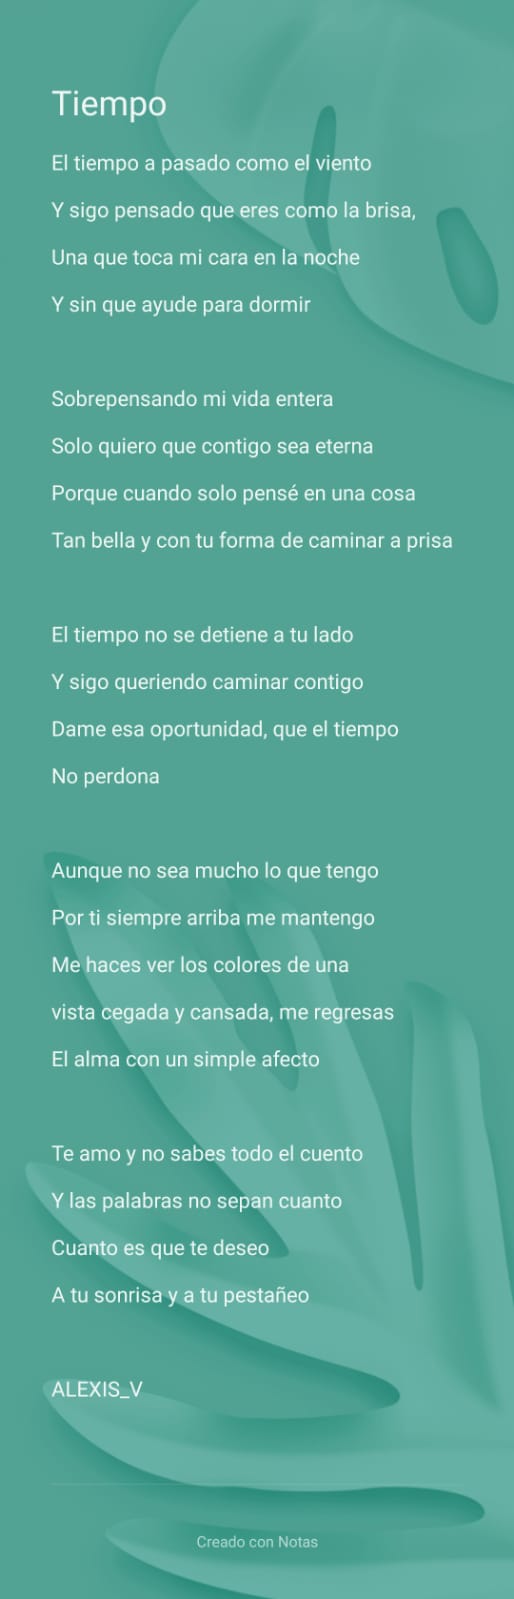 Tiempo
El tiempo a pasado como el viento
Y sigo pensado que eres como la brisa,
Una que toca mi cara en la noche
Y sin que ayude para dormir
Sobrepensando mi vida entera
Solo quiero que contigo sea eterna
Porque cuando solo pensé en una cosa
Tan bella y con tu forma de caminar a prisa
El tiempo no se detiene a tu lado
Y sigo queriendo caminar contigo
Dame esa oportunidad, que el tiempo
No perdona
Aunque no sea mucho lo que tengo
Por ti siempre arriba me mantengo
Me haces ver los colores de una
vista cegada y cansada, me regresas
El alma con un simple afecto
Te amo y no sabes todo el cuento
Y las palabras no sepan cuanto
Cuanto es que te deseo
A tu sonrisa y a tu pestañeo
ALEXIS_V
Creado con Notas